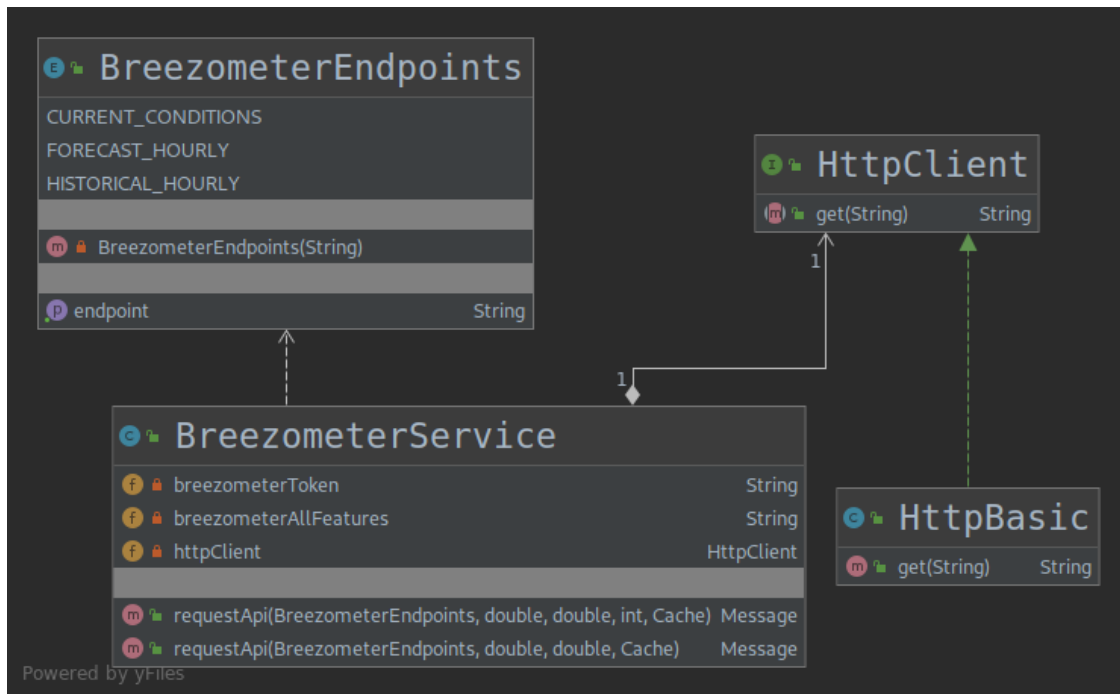 E BreezometerEndpoints
CURRENT_CONDITIONS
FORECAST_HOURLY
HISTORICAL_HOURLY
m BreezometerEndpoints(String)
p endpoint String
I HttpClient
m get(String) String
1
1
C BreezometerService
f breezometerToken String
f breezometerAllFeatures String
f httpClient HttpClient
m requestApi(BreezometerEndpoints, double, double, int, Cache) Message
m requestApi(BreezometerEndpoints, double, double, Cache) Message
C HttpBasic
m get(String) String
Powered by yFiles